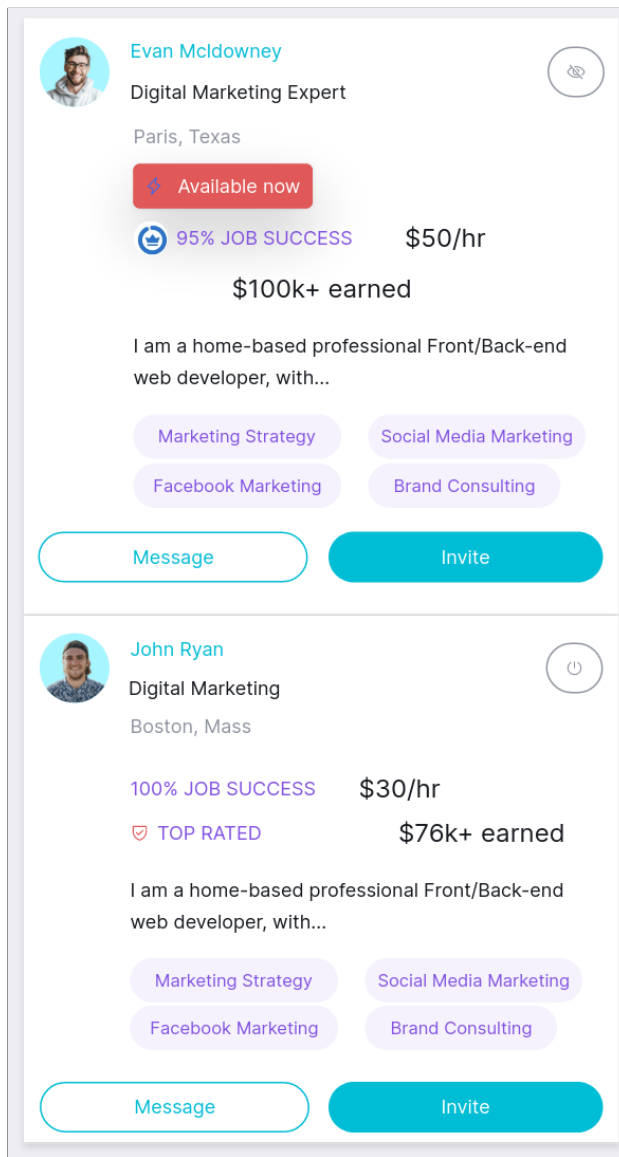 Evan McIdowney
Digital Marketing Expert
Paris, Texas
Available now
95% JOB SUCCESS $50/hr
$100k+ earned
I am a home-based professional Front/Back-end
web developer, with...
Marketing Strategy Social Media Marketing
Facebook Marketing Brand Consulting
Message Invite
John Ryan
Digital Marketing
Boston, Mass
100% JOB SUCCESS $30/hr
TOP RATED $76k+ earned
I am a home-based professional Front/Back-end
web developer, with...
Marketing Strategy Social Media Marketing
Facebook Marketing Brand Consulting
Message Invite